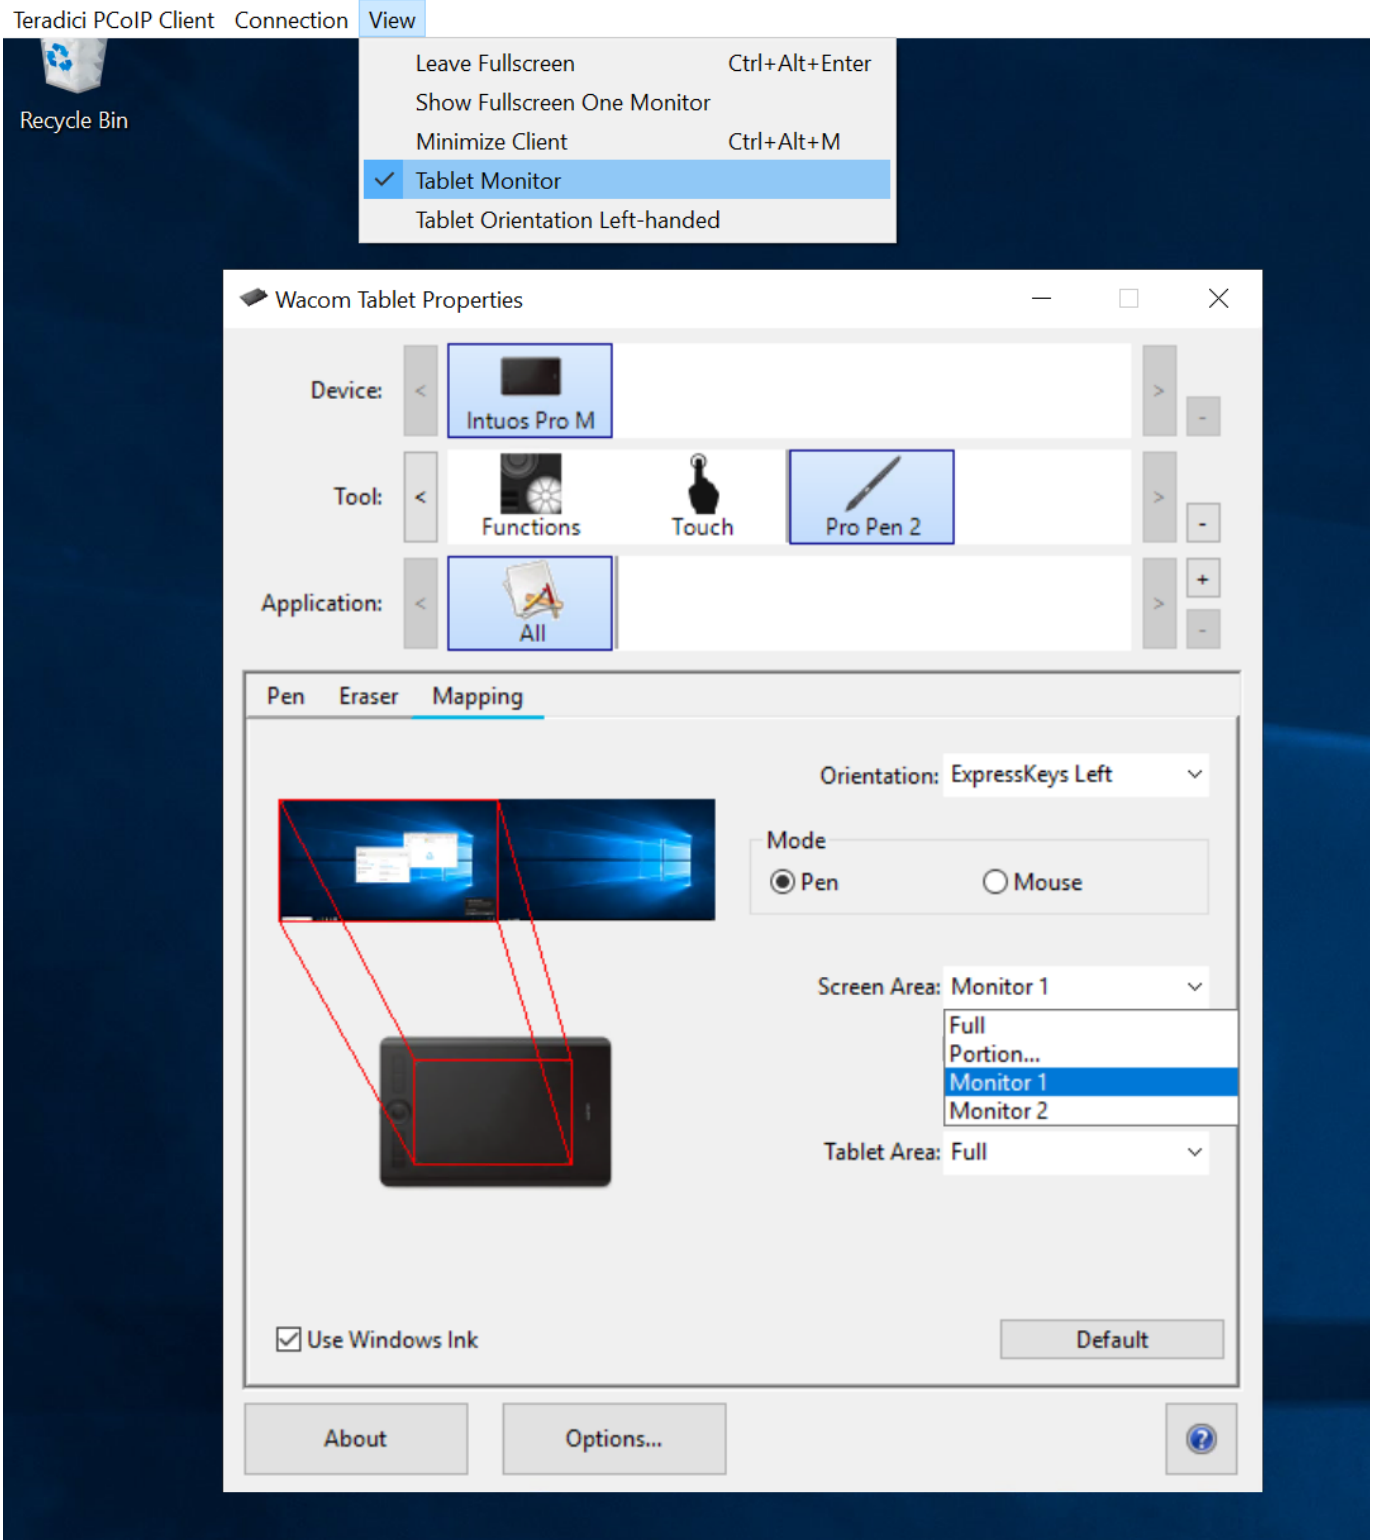 Teradici PCoIP Client Connection View
Recycle Bin
Leave Fullscreen Ctrl+Alt+Enter
Show Fullscreen One Monitor
Minimize Client Ctrl+Alt+M
Tablet Monitor
Tablet Orientation Left-handed
Wacom Tablet Properties
Device: < Intuos Pro M > -
Tool: < Functions Touch Pro Pen 2 > -
Application: < All > + -
Pen Eraser Mapping
Orientation: ExpressKeys Left
Mode
Pen Mouse
Screen Area: Monitor 1
Full
Portion...
Monitor 1
Monitor 2
Tablet Area: Full
Use Windows Ink Default
About Options... ?